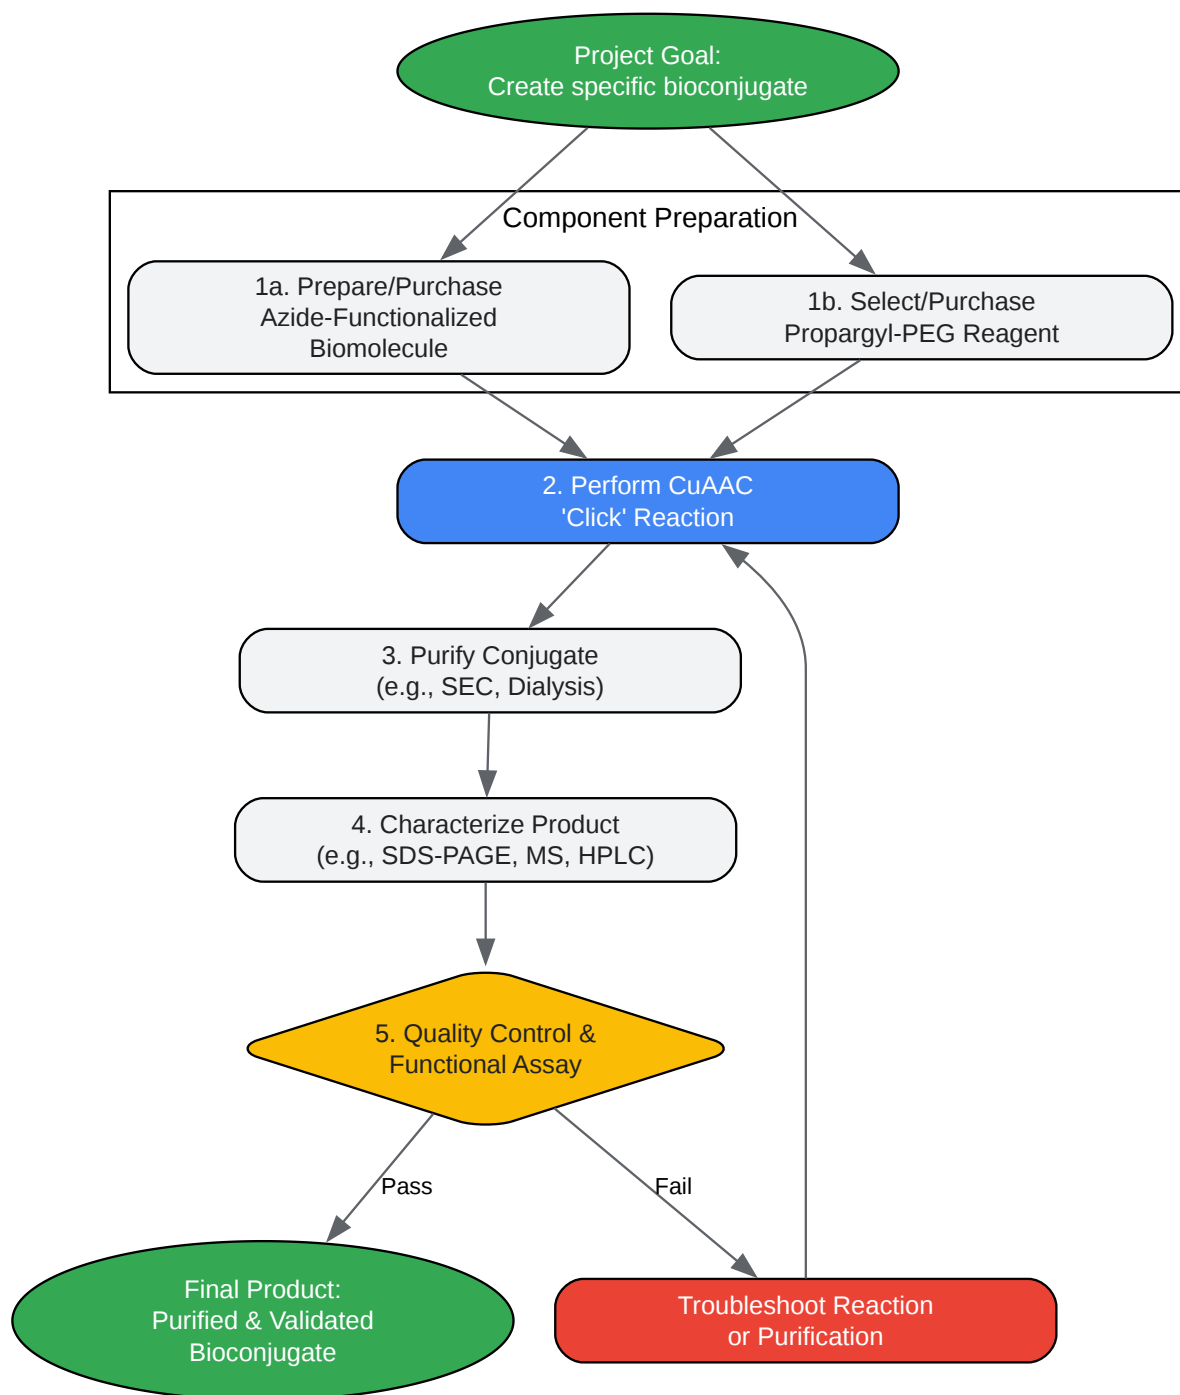 Project Goal:
Create specific bioconjugate
Component Preparation
1a. Prepare/Purchase
Azide-Functionalized
Biomolecule
1b. Select/Purchase
Propargyl-PEG Reagent
2. Perform CuAAC
'Click' Reaction
3. Purify Conjugate
(e.g., SEC, Dialysis)
4. Characterize Product
(e.g., SDS-PAGE, MS, HPLC)
5. Quality Control &
Functional Assay
Pass
Fail
Final Product:
Purified & Validated
Bioconjugate
Troubleshoot Reaction
or Purification